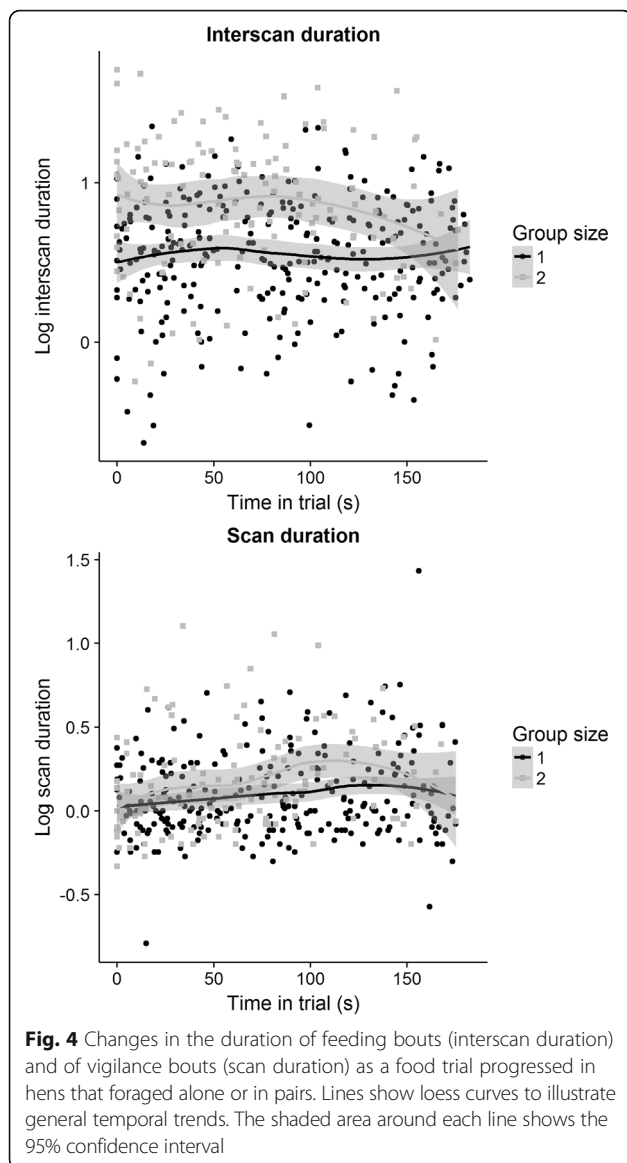 Interscan duration
1
0
Log interscan duration
0
50
100
150
Time in trial (s)
Group size
1
2
Scan duration
1.5
1.0
0.5
0.0
-0.5
Log scan duration
0
50
100
150
Time in trial (s)
Group size
1
2
Fig. 4 Changes in the duration of feeding bouts (interscan duration)
and of vigilance bouts (scan duration) as a food trial progressed in
hens that foraged alone or in pairs. Lines show loess curves to illustrate
general temporal trends. The shaded area around each line shows the
95% confidence interval